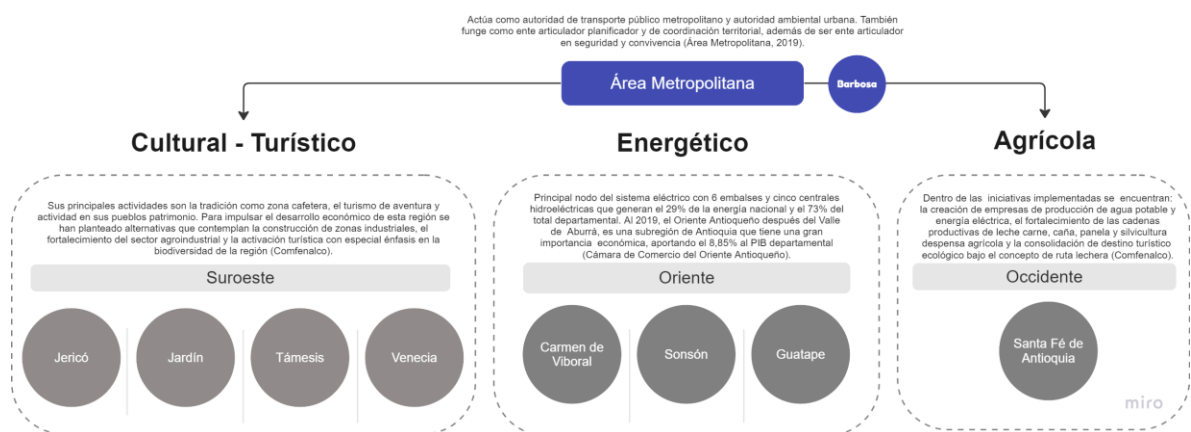 Actúa como autoridad de transporte público metropolitano y autoridad ambiental urbana. También
funge como ente articulador planificador y de coordinación territorial, además de ser ente articulador
en seguridad y convivencia (Área Metropolitana, 2019).
Área Metropolitana
Barbosa
Cultural - Turístico
Sus principales actividades son la tradición como zona cafetera, el turismo de aventura y
actividad en sus pueblos patrimonio. Para impulsar el desarrollo económico de esta región se
han planteado alternativas que contemplan la construcción de zonas industriales, el
fortalecimiento del sector agroindustrial y la activación turística con especial énfasis en la
biodiversidad de la región (Comfenalco).
Suroeste
Jericó
Jardín
Támesis
Venecia
Energético
Principal nodo del sistema eléctrico con 6 embalses y cinco centrales
hidroeléctricas que generan el 29% de la energía nacional y el 73% del
total departamental. Al 2019, el Oriente Antioqueño después del Valle
de Aburrá, es una subregión de Antioquia que tiene una gran
importancia económica, aportando el 8,85% al PIB departamental
(Cámara de Comercio del Oriente Antioqueño).
Oriente
Carmen de
Viboral
Sonsón
Guatape
Agrícola
Dentro de las iniciativas implementadas se encuentran:
la creación de empresas de producción de agua potable y
energía eléctrica, el fortalecimiento de las cadenas
productivas de leche carne, caña, panela y silvicultura
despensa agrícola y la consolidación de destino turístico
ecológico bajo el concepto de ruta lechera (Comfenalco).
Occidente
Santa Fé de
Antioquia
miro